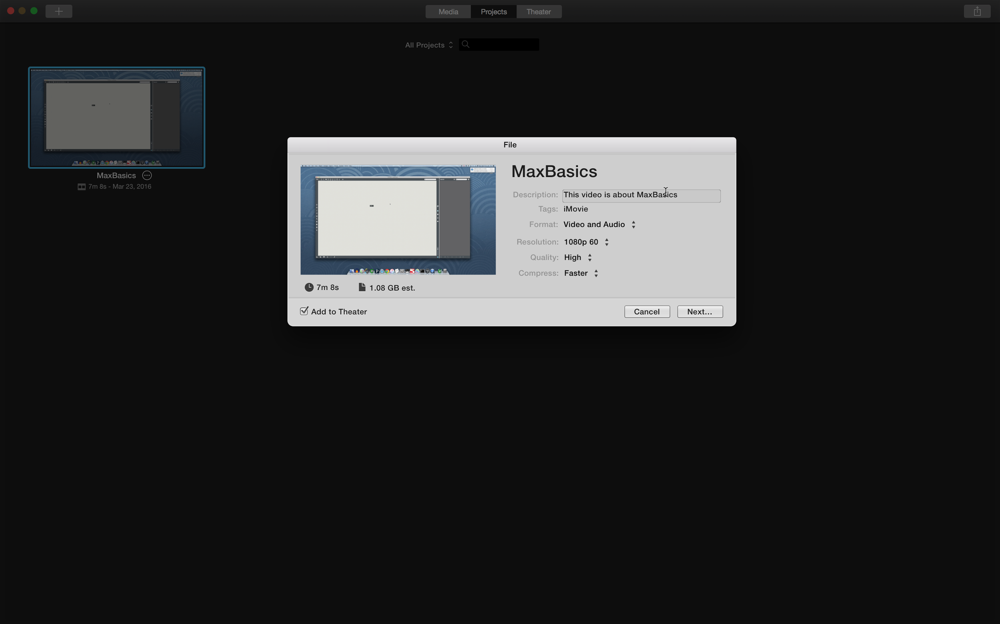 Media Projects Theater
All Projects
MaxBasics
7m 8s - Mar 23, 2016
File
MaxBasics
Description: This video is about MaxBasics
Tags: iMovie
Format: Video and Audio
Resolution: 1080p 60
Quality: High
Compress: Faster
7m 8s 1.08 GB est.
Add to Theater Cancel Next...